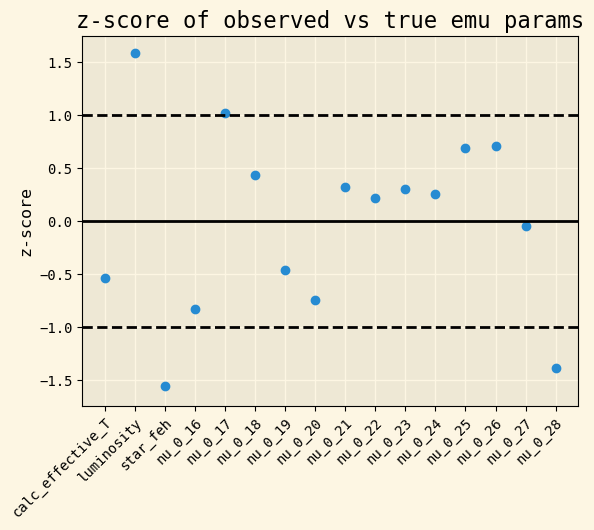 z-score of observed vs true emu params
z-score
1.5
1.0
0.5
0.0
−0.5
−1.0
−1.5
calc_effective_T
luminosity
star_feh
nu_0_16
nu_0_17
nu_0_18
nu_0_19
nu_0_20
nu_0_21
nu_0_22
nu_0_23
nu_0_24
nu_0_25
nu_0_26
nu_0_27
nu_0_28